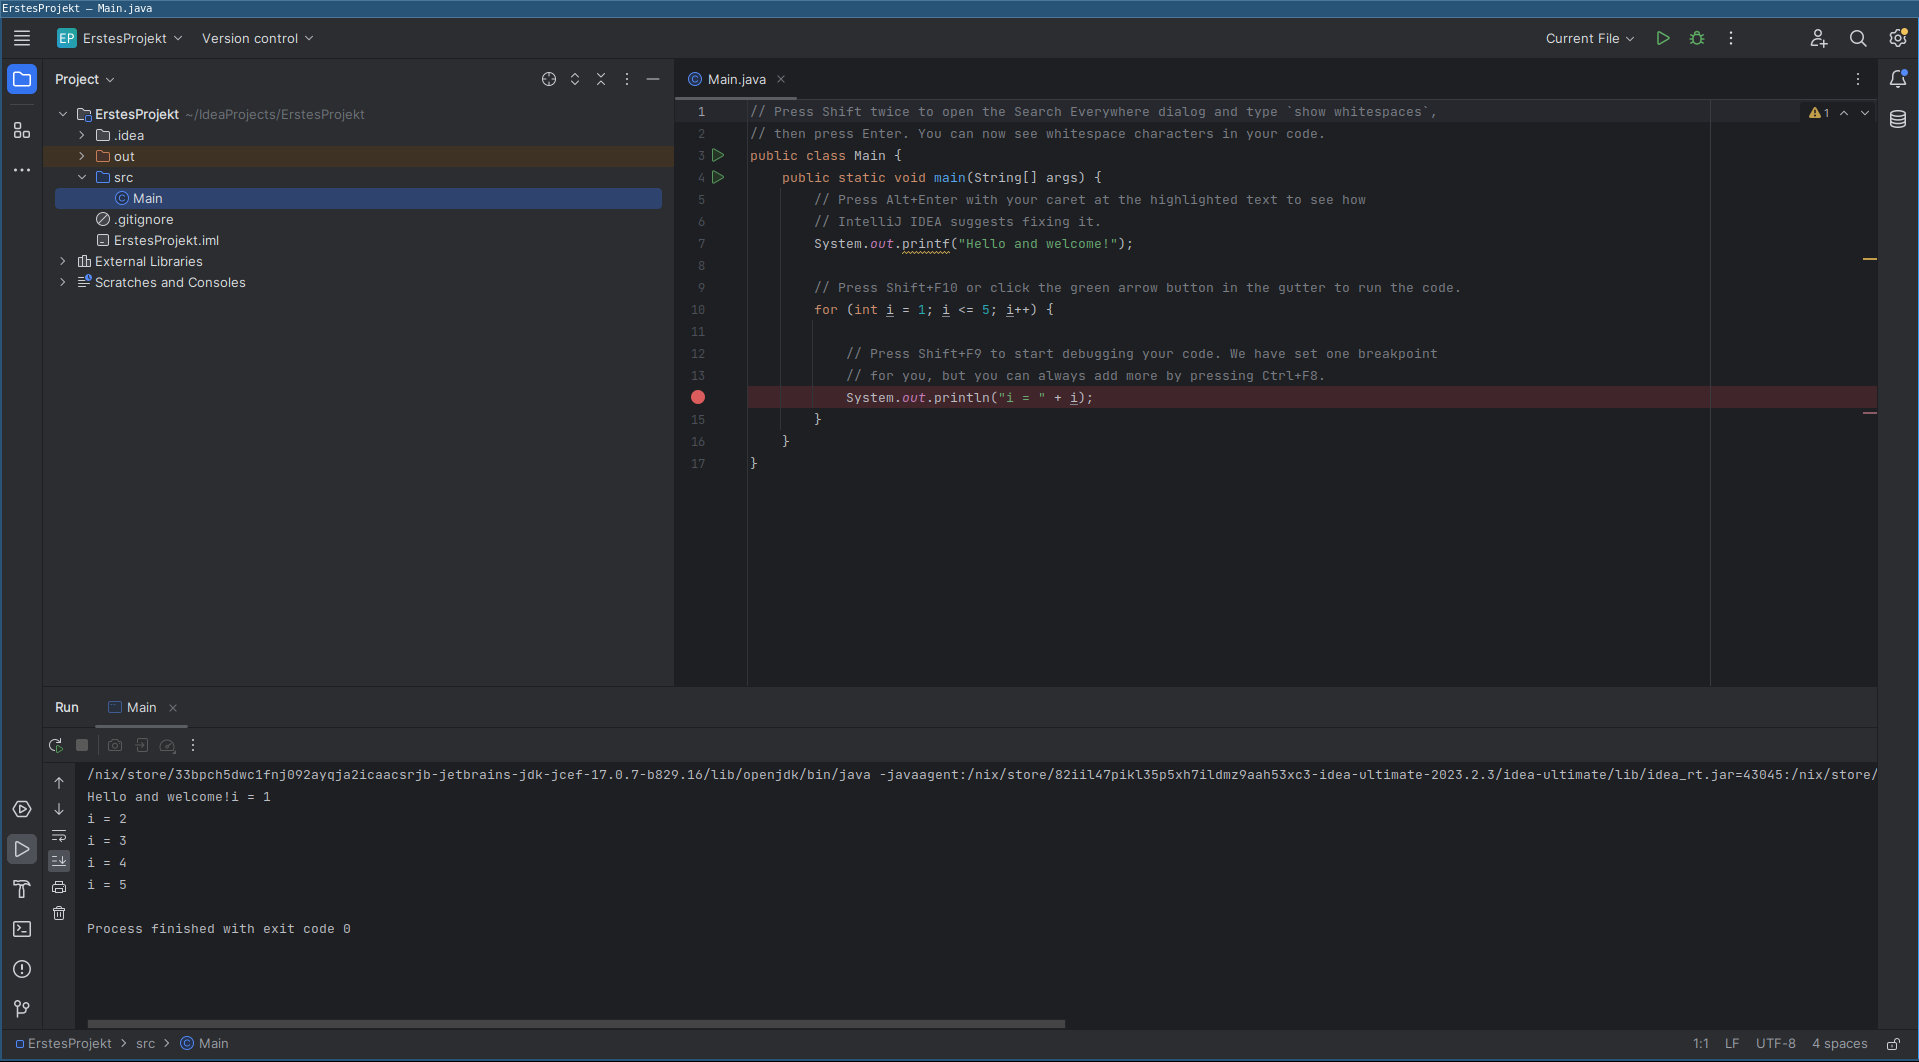 ErstesProjekt – Main.java
EP ErstesProjekt Version control Current File
Project
Main.java
ErstesProjekt ~/IdeaProjects/ErstesProjekt
.idea
out
src
Main
.gitignore
ErstesProjekt.iml
External Libraries
Scratches and Consoles
1 // Press Shift twice to open the Search Everywhere dialog and type `show whitespaces`,
2 // then press Enter. You can now see whitespace characters in your code.
3 public class Main {
4 public static void main(String[] args) {
5 // Press Alt+Enter with your caret at the highlighted text to see how
6 // IntelliJ IDEA suggests fixing it.
7 System.out.printf("Hello and welcome!");
8
9 // Press Shift+F10 or click the green arrow button in the gutter to run the code.
10 for (int i = 1; i <= 5; i++) {
11
12 // Press Shift+F9 to start debugging your code. We have set one breakpoint
13 // for you, but you can always add more by pressing Ctrl+F8.
System.out.println("i = " + i);
15 }
16 }
17 }
1
Run Main
/nix/store/33bpch5dwc1fnj092ayqja2icaacsrjb-jetbrains-jdk-jcef-17.0.7-b829.16/lib/openjdk/bin/java -javaagent:/nix/store/82iil47pikl35p5xh7ildmz9aah53xc3-idea-ultimate-2023.2.3/idea-ultimate/lib/idea_rt.jar=43045:/nix/store/
Hello and welcome!i = 1
i = 2
i = 3
i = 4
i = 5
Process finished with exit code 0
ErstesProjekt > src > Main 1:1 LF UTF-8 4 spaces